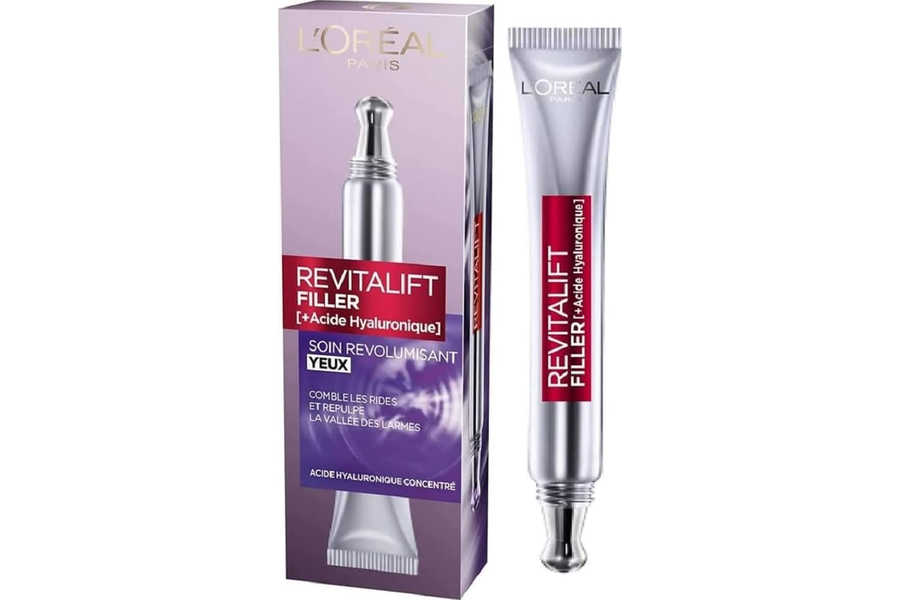 L'ORÉAL
PARIS
REVITALIFT
FILLER
[+Acide Hyaluronique]
SOIN REVOLUMISANT
YEUX
COMBLE LES RIDES
ET REPULPE
LA VALLÉE DES LARMES
ACIDE HYALURONIQUE CONCENTRÉ
REVITALIFT
L'ORÉAL
PARIS
REVITALIFT
FILLER [+Acide Hyaluronique]